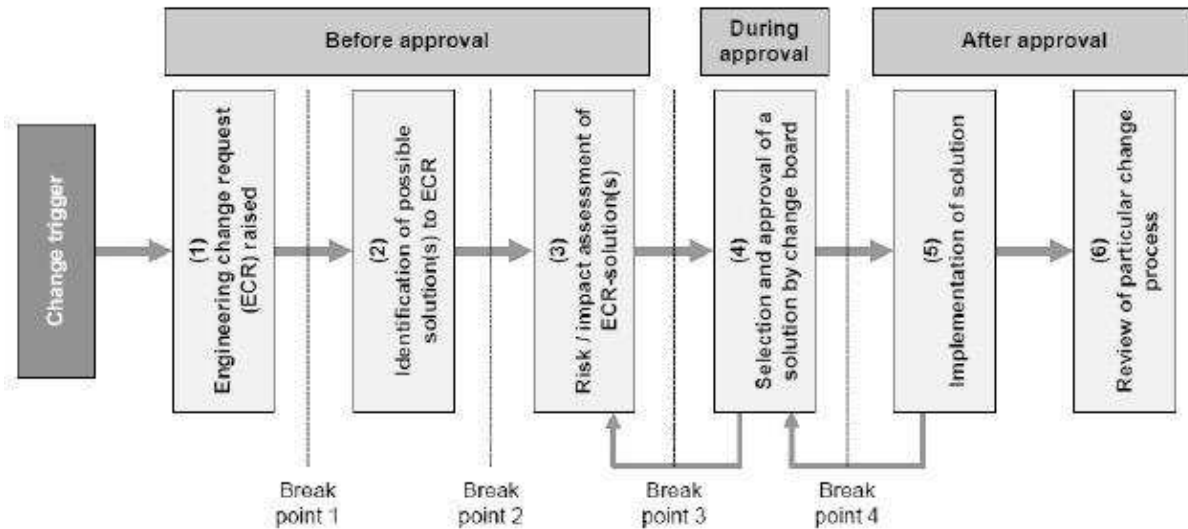 Before approval
During
approval
After approval
Change trigger
(1)
Engineering change request
(ECR) raised
(2)
Identification of possible
solution(s) to ECR
(3)
Risk / impact assessment of
ECR-solution(s)
(4)
Selection and approval of a
solution by change board
(5)
Implementation of solution
(6)
Review of particular change
process
Break
point 1
Break
point 2
Break
point 3
Break
point 4